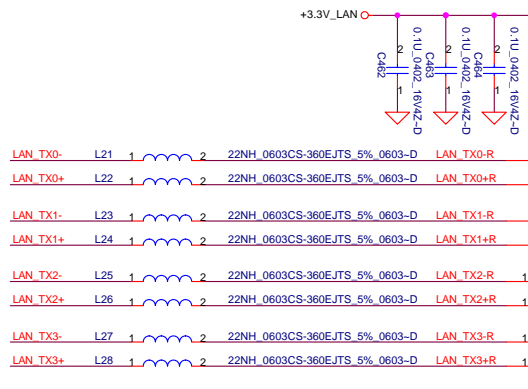 +3.3V_LAN
2 2 2
C462 0.1U_0402_16V4Z~D C463 0.1U_0402_16V4Z~D C464 0.1U_0402_16V4Z~D
1 1 1
LAN_TX0- L21 1 2 22NH_0603CS-360EJTS_5%_0603~D LAN_TX0-R
LAN_TX0+ L22 1 2 22NH_0603CS-360EJTS_5%_0603~D LAN_TX0+R
LAN_TX1- L23 1 2 22NH_0603CS-360EJTS_5%_0603~D LAN_TX1-R
LAN_TX1+ L24 1 2 22NH_0603CS-360EJTS_5%_0603~D LAN_TX1+R
LAN_TX2- L25 1 2 22NH_0603CS-360EJTS_5%_0603~D LAN_TX2-R 1
LAN_TX2+ L26 1 2 22NH_0603CS-360EJTS_5%_0603~D LAN_TX2+R 1
LAN_TX3- L27 1 2 22NH_0603CS-360EJTS_5%_0603~D LAN_TX3-R 1
LAN_TX3+ L28 1 2 22NH_0603CS-360EJTS_5%_0603~D LAN_TX3+R 1